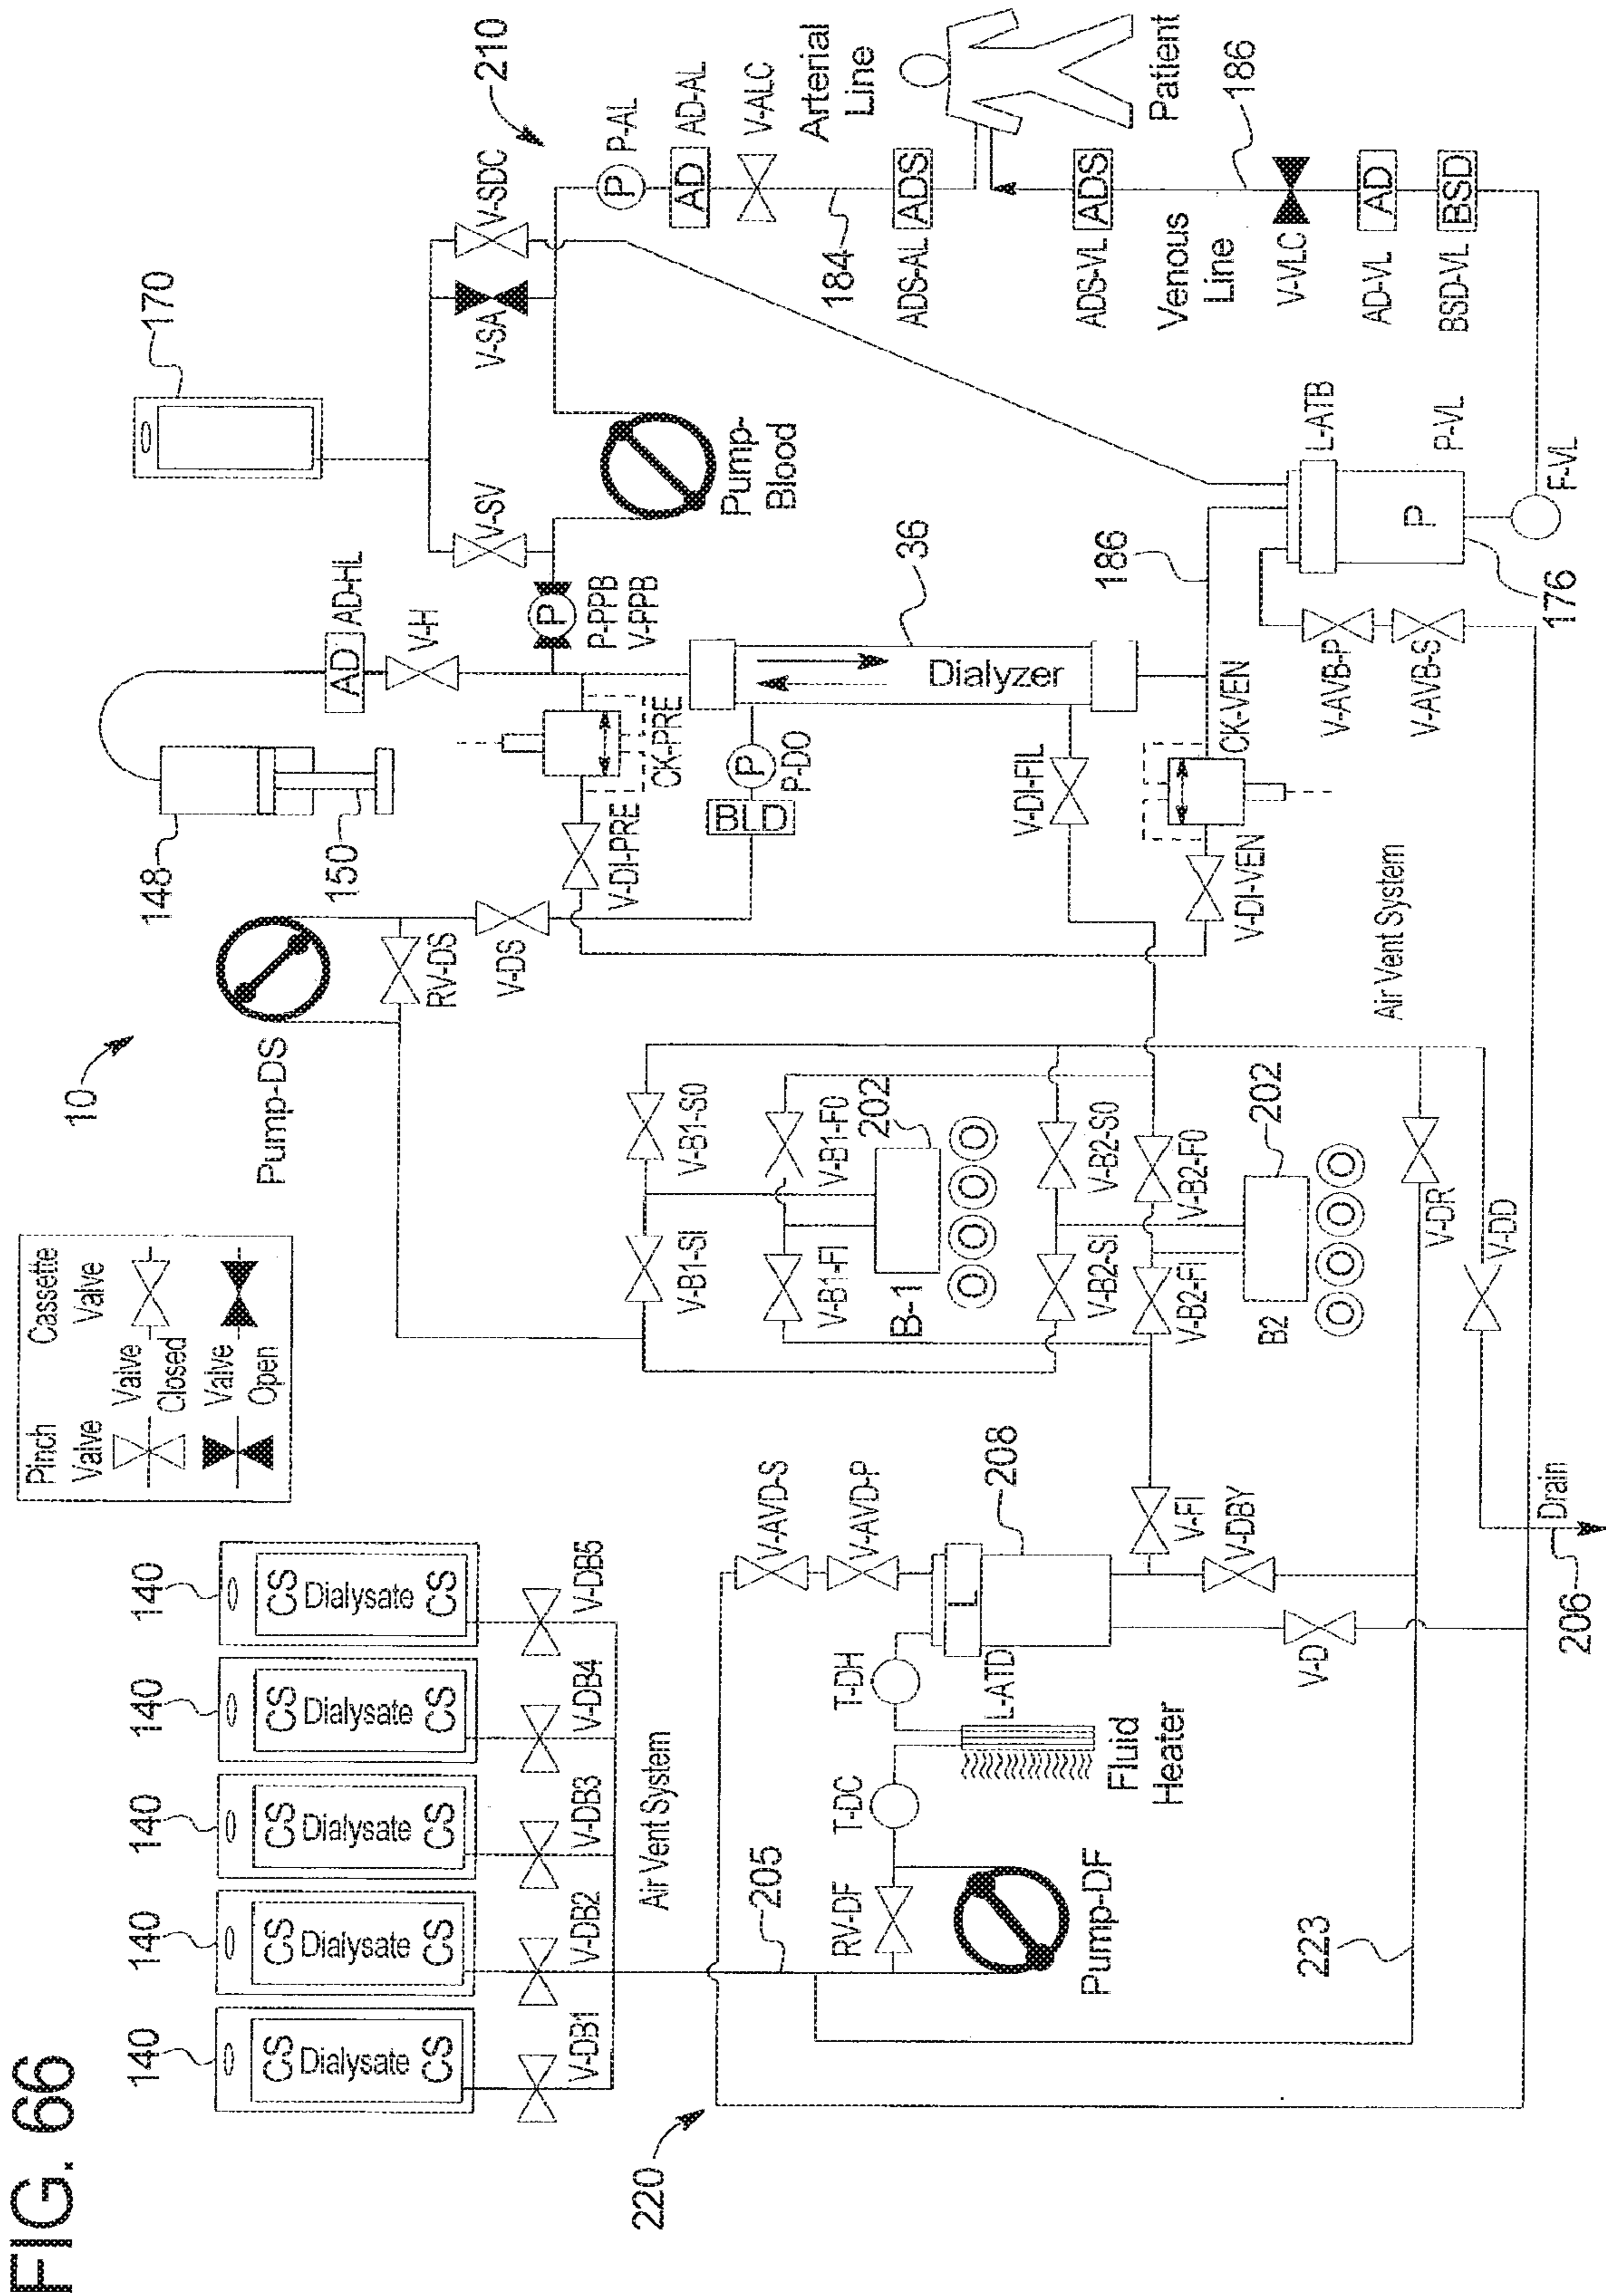 FIG. 66
10
Pinch Valve
Cassette Valve
Valve Closed
Valve Open
140
140
140
140
140
CS Dialysate CS
CS Dialysate CS
CS Dialysate CS
CS Dialysate CS
CS Dialysate CS
V-DB1
V-DB2
V-DB3
V-DB4
V-DB5
Air Vent System
220
205
RV-DF
Pump-DF
T-DC
Fluid Heater
T-DH
L-ATD
L
208
V-AVD-S
V-AVD-P
V-FI
V-DBY
V-D
223
206
Drain
Pump-DS
RV-DS
V-DS
V-B1-SI
V-B1-S0
V-B1-FI
V-B1-F0
B-1
202
V-B2-SI
V-B2-S0
V-B2-FI
V-B2-F0
B2
202
V-DR
V-DD
Air Vent System
148
150
AD
AD-HL
V-H
V-DI-PRE
CK-PRE
P
P-PPB
V-PPB
BLD
P
P-DO
Dialyzer
36
V-DI-FIL
V-DI-VEN
CK-VEN
186
170
V-SV
V-SA
V-SDC
Pump-Blood
210
P
P-AL
AD
AD-AL
V-ALC
Arterial Line
184
ADS
ADS-AL
Patient
ADS
ADS-VL
Venous Line
186
V-VLC
AD
AD-VL
BSD
BSD-VL
L-ATB
P
P-VL
F-VL
176
V-AVB-P
V-AVB-S